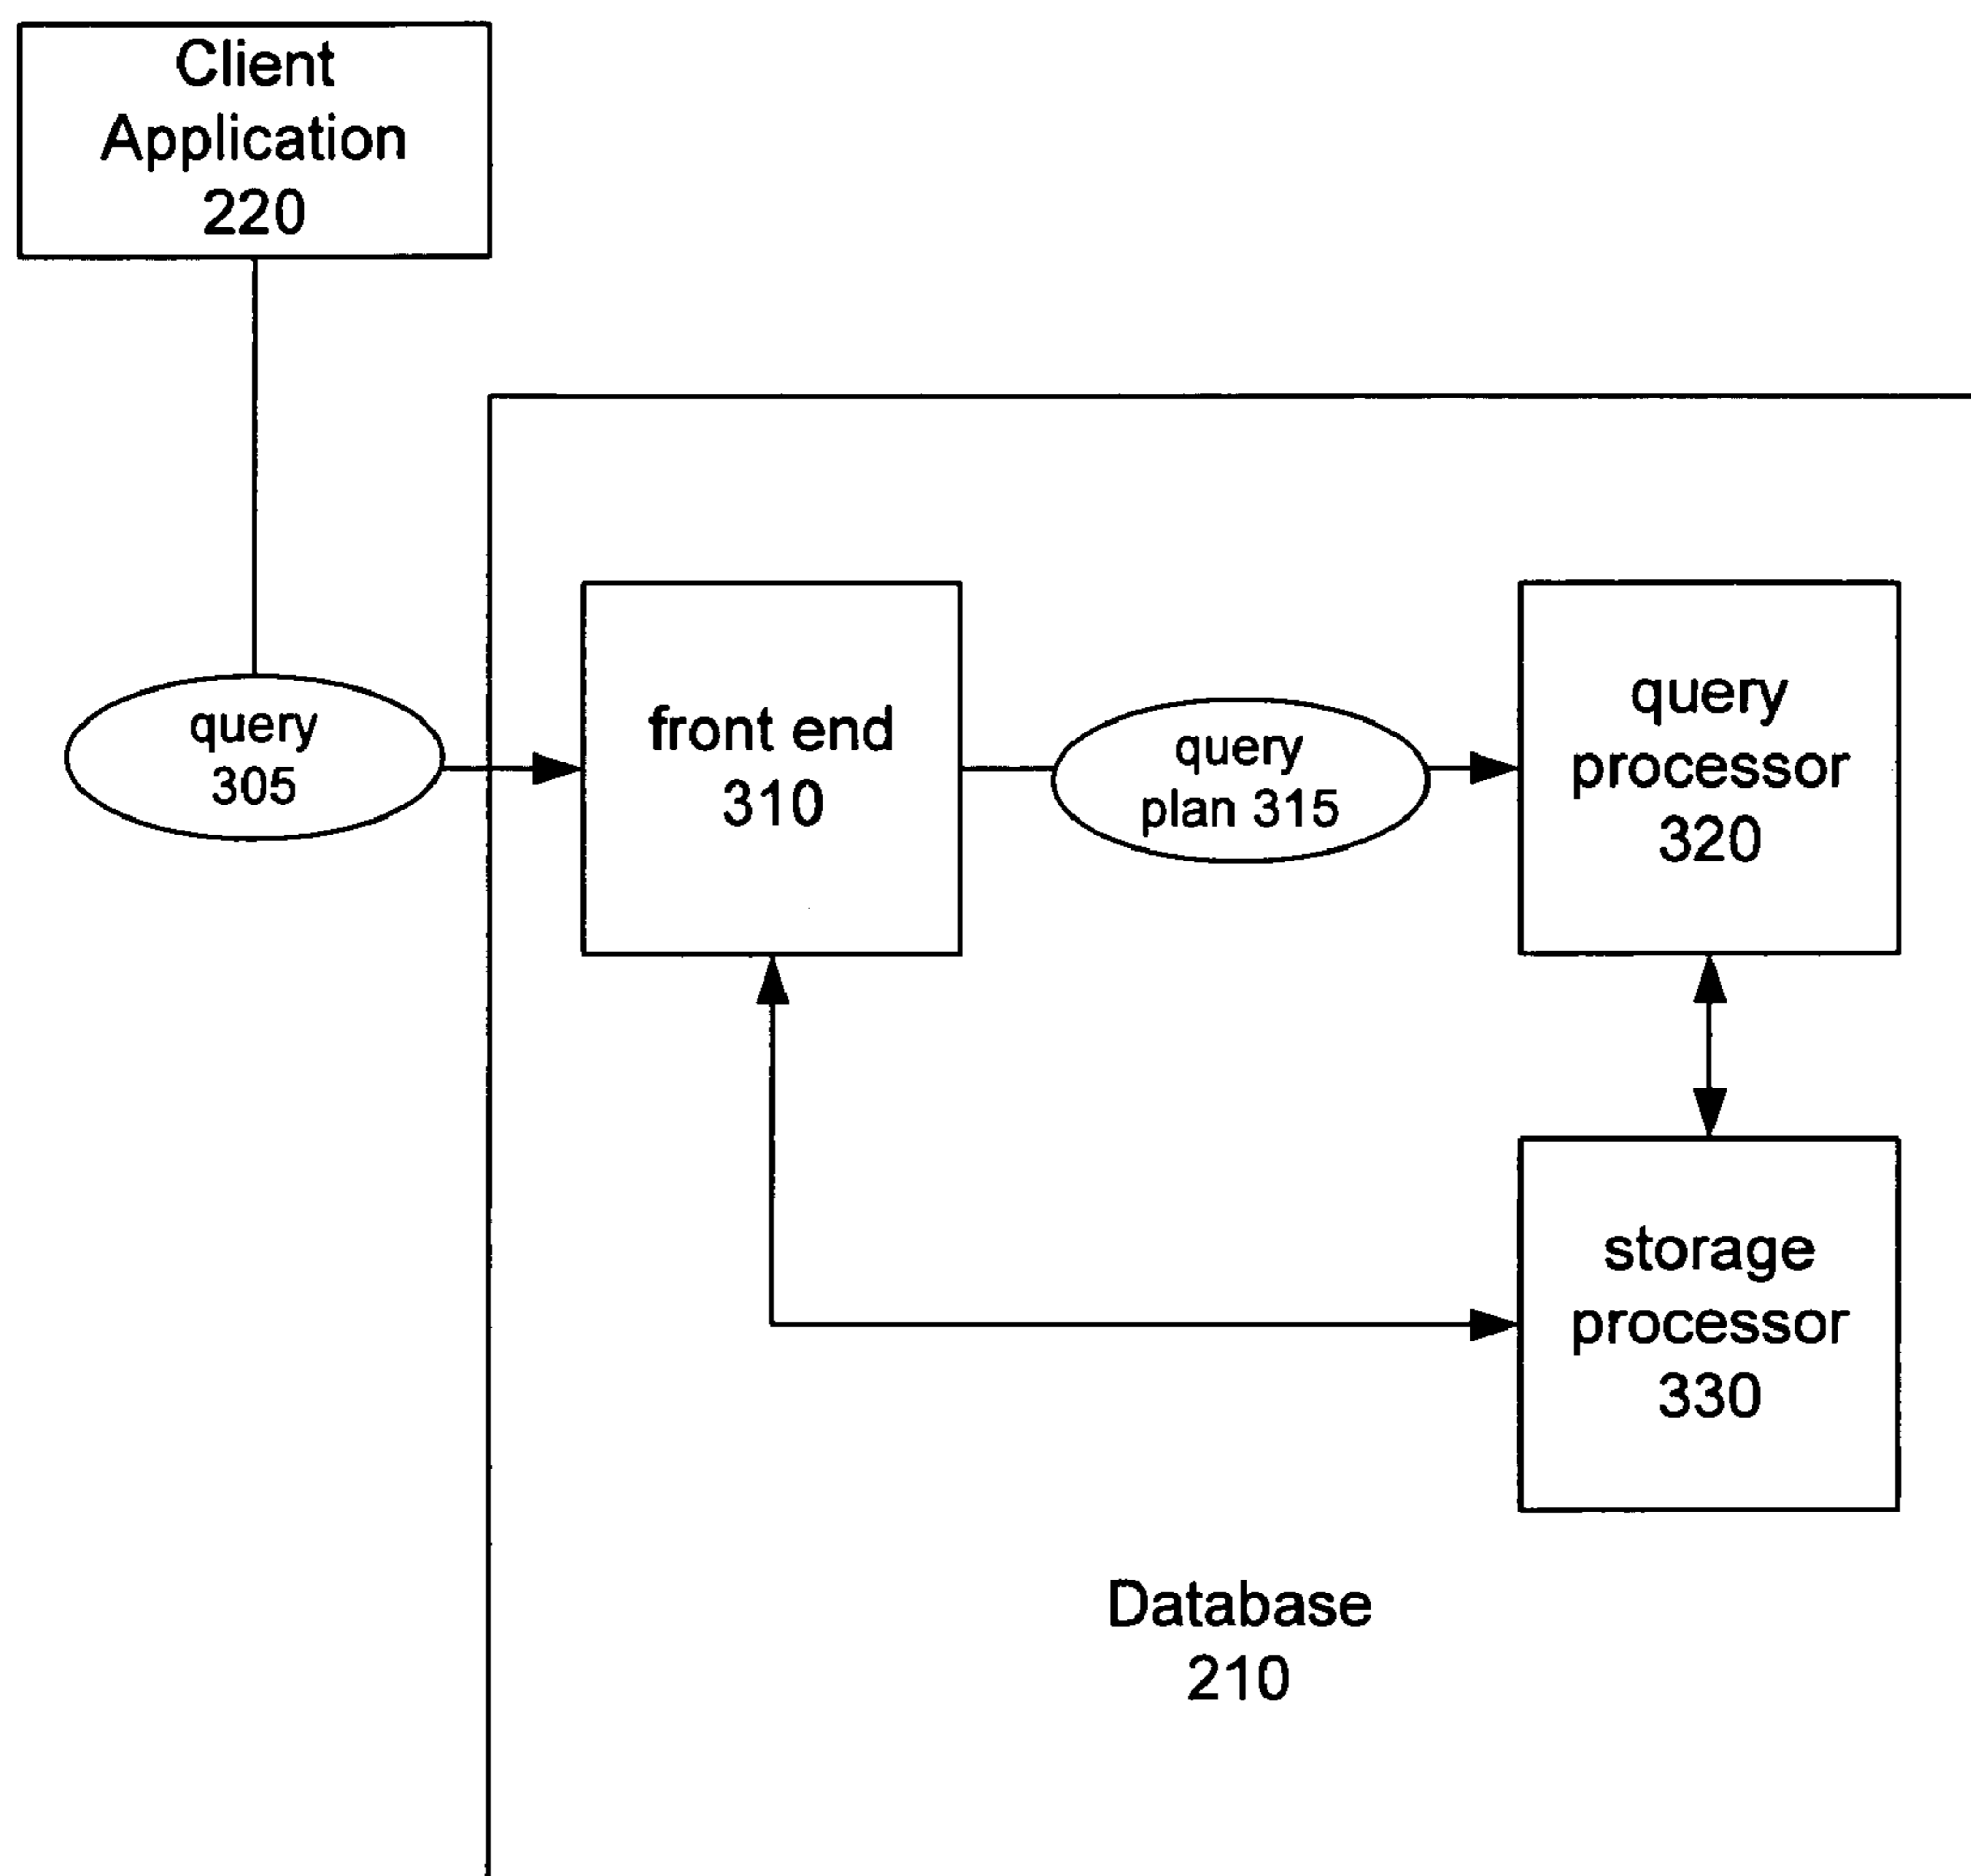 Client
Application
220
query
305
front end
310
query
plan 315
query
processor
320
storage
processor
330
Database
210